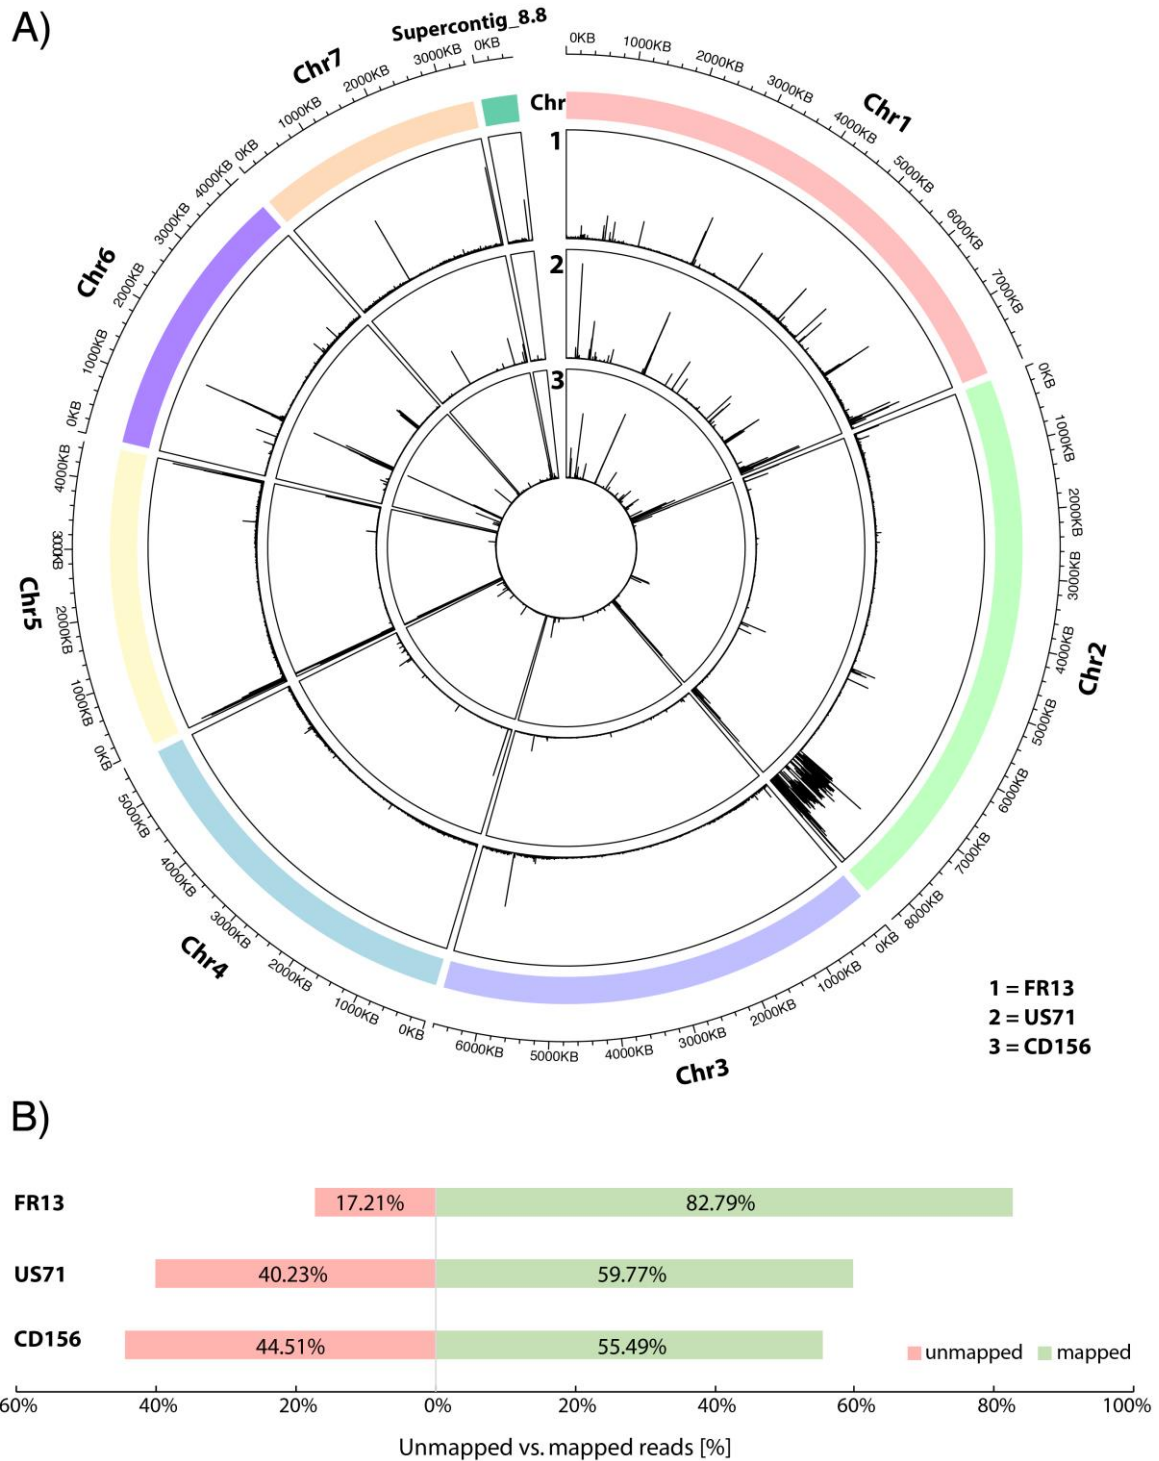 A)
Supercontig_8.8
Chr7
Chr1
Chr
0KB
1000KB
2000KB
3000KB
4000KB
5000KB
6000KB
7000KB
Chr2
0KB
1000KB
2000KB
3000KB
4000KB
5000KB
6000KB
7000KB
8000KB
Chr3
0KB
1000KB
2000KB
3000KB
4000KB
5000KB
6000KB
Chr4
0KB
1000KB
2000KB
3000KB
4000KB
5000KB
Chr5
0KB
1000KB
2000KB
4000KB
Chr6
0KB
1000KB
2000KB
3000KB
4000KB
0KB
1000KB
2000KB
3000KB
0KB
1
2
3
1 = FR13
2 = US71
3 = CD156
B)
FR13 17.21% 82.79%
US71 40.23% 59.77%
CD156 44.51% 55.49%
unmapped mapped
60% 40% 20% 0% 20% 40% 60% 80% 100%
Unmapped vs. mapped reads [%]